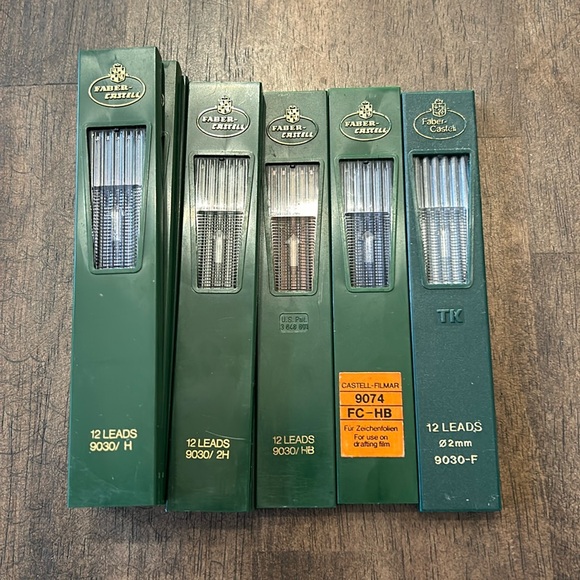 FABER-
CASTELL
12 LEADS
9030/ H
FABER-
CASTELL
12 LEADS
9030/ 2H
FABER-
CASTELL
U.S. Pat.
12 LEADS
9030/ HB
FABER-
CASTELL
CASTELL-FILMAR
9074
FC-HB
Für Zeichenfolien
For use on
drafting film
Faber-
Castell
TK
12 LEADS
Ø2mm
9030-F